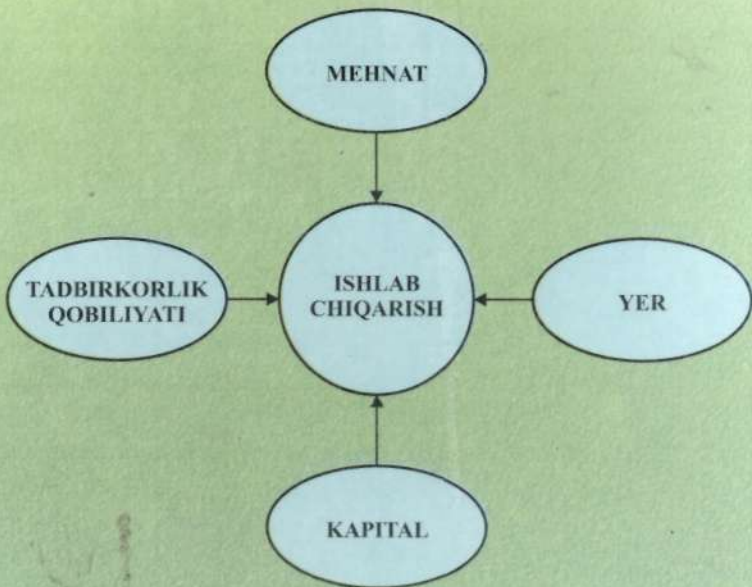 MEHNAT
TADBIRKORLIK
QOBILIYATI
ISHLAB
CHIQARISH
YER
KAPITAL